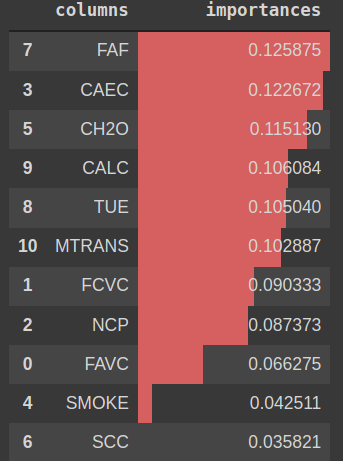 columns importances
7 FAF 0.125875
3 CAEC 0.122672
5 CH2O 0.115130
9 CALC 0.106084
8 TUE 0.105040
10 MTRANS 0.102887
1 FCVC 0.090333
2 NCP 0.087373
0 FAVC 0.066275
4 SMOKE 0.042511
6 SCC 0.035821